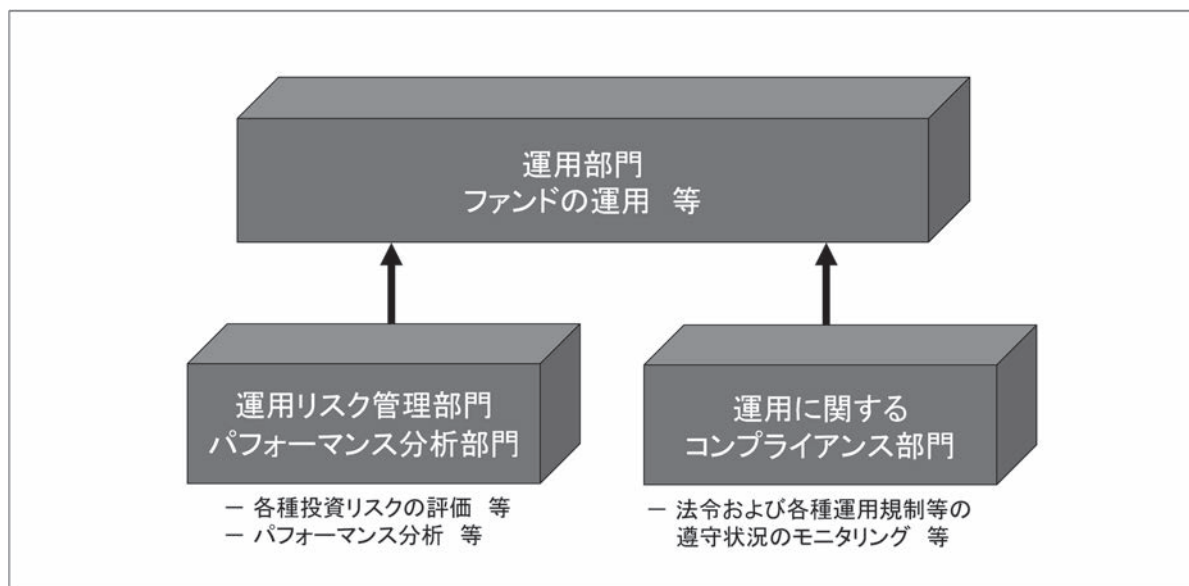 運用部門
ファンドの運用 等
運用リスク管理部門
パフォーマンス分析部門
－ 各種投資リスクの評価 等
－ パフォーマンス分析 等
運用に関する
コンプライアンス部門
－ 法令および各種運用規制等の
遵守状況のモニタリング 等